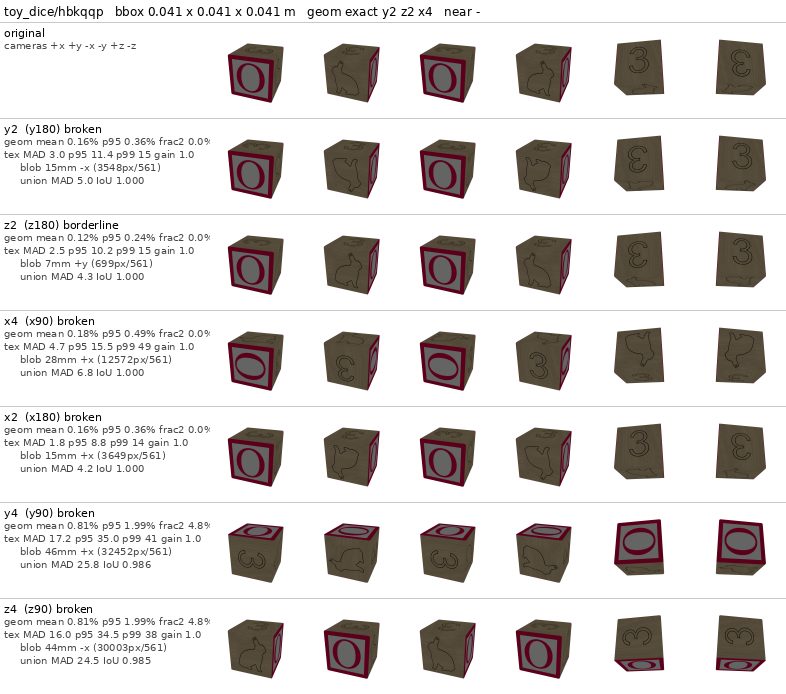 toy_dice/hbkqqp bbox 0.041 x 0.041 x 0.041 m geom exact y2 z2 x4 near -
original
cameras +x +y -x -y +z -z
O O 3
y2 (y180) broken
geom mean 0.16% p95 0.36% frac2 0.0%
tex MAD 3.0 p95 11.4 p99 15 gain 1.0
blob 15mm -x (3548px/561)
union MAD 5.0 IoU 1.000
O O 3
z2 (z180) borderline
geom mean 0.12% p95 0.24% frac2 0.0%
tex MAD 2.5 p95 10.2 p99 15 gain 1.0
blob 7mm +y (699px/561)
union MAD 4.3 IoU 1.000
O O 3
x4 (x90) broken
geom mean 0.18% p95 0.49% frac2 0.0%
tex MAD 4.7 p95 15.5 p99 49 gain 1.0
blob 28mm +x (12572px/561)
union MAD 6.8 IoU 1.000
O O 3
x2 (x180) broken
geom mean 0.16% p95 0.36% frac2 0.0%
tex MAD 1.8 p95 8.8 p99 14 gain 1.0
blob 15mm +x (3649px/561)
union MAD 4.2 IoU 1.000
O O 3
y4 (y90) broken
geom mean 0.81% p95 1.99% frac2 4.8%
tex MAD 17.2 p95 35.0 p99 41 gain 1.0
blob 46mm +x (32452px/561)
union MAD 25.8 IoU 0.986
O O
z4 (z90) broken
geom mean 0.81% p95 1.99% frac2 4.8%
tex MAD 16.0 p95 34.5 p99 38 gain 1.0
blob 44mm -x (30003px/561)
union MAD 24.5 IoU 0.985
O O